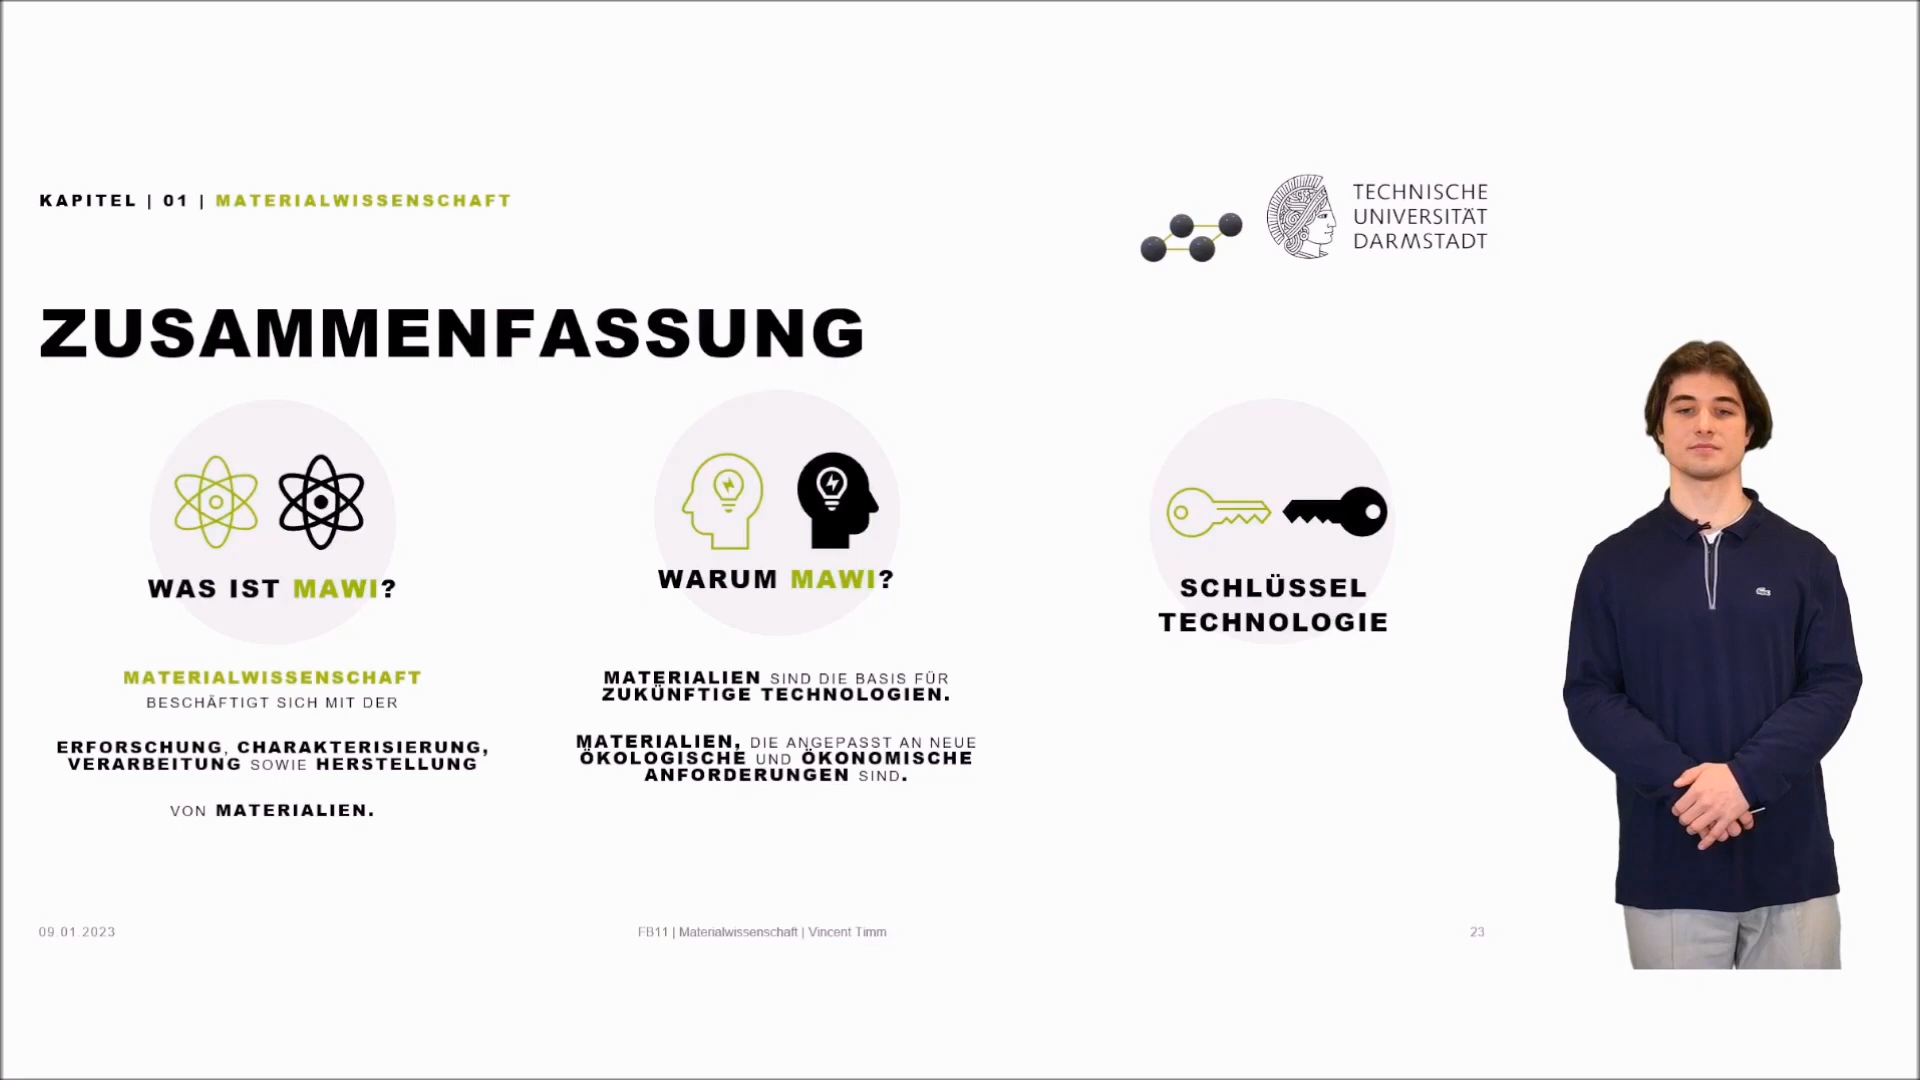 KAPITEL | 01 | MATERIALWISSENSCHAFT
TECHNISCHE
UNIVERSITÄT
DARMSTADT
ZUSAMMENFASSUNG
WAS IST MAWI?
MATERIALWISSENSCHAFT
BESCHÄFTIGT SICH MIT DER
ERFORSCHUNG, CHARAKTERISIERUNG,
VERARBEITUNG SOWIE HERSTELLUNG
VON MATERIALIEN.
WARUM MAWI?
MATERIALIEN SIND DIE BASIS FÜR
ZUKÜNFTIGE TECHNOLOGIEN.
MATERIALIEN, DIE ANGEPASST AN NEUE
ÖKOLOGISCHE UND ÖKONOMISCHE
ANFORDERUNGEN SIND.
SCHLÜSSEL
TECHNOLOGIE
09.01.2023
FB11 | Materialwissenschaft | Vincent Timm
23